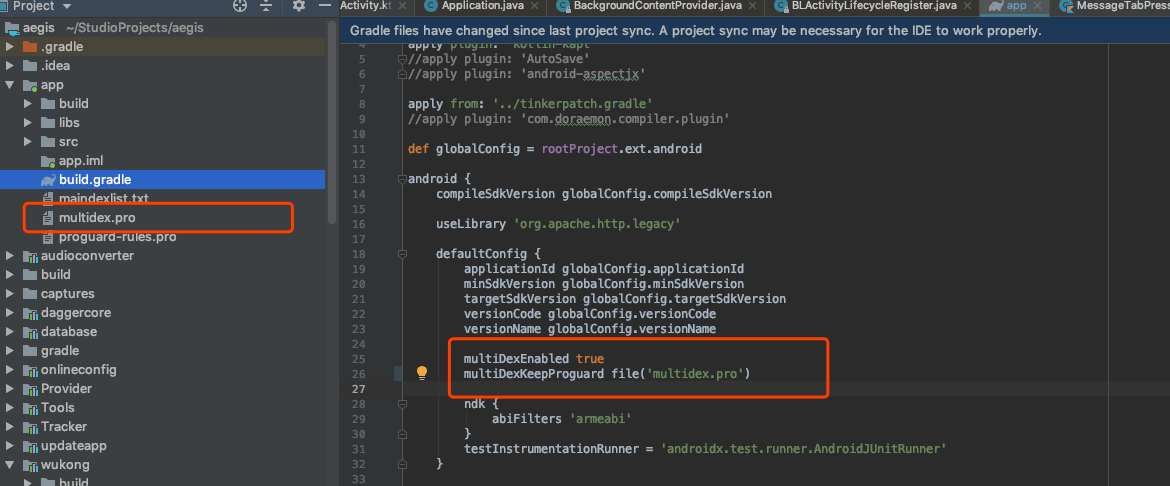 Project
Activity.kt
Application.java
BackgroundContentProvider.java
BLActivityLifecycleRegister.java
app
MessageTabPres
aegis ~/StudioProjects/aegis
.gradle
.idea
app
build
libs
src
app.iml
build.gradle
maindexlist.txt
multidex.pro
proguard-rules.pro
audioconverter
build
captures
daggercore
database
gradle
onlineconfig
Provider
Tools
Tracker
updateapp
wukong
build
Gradle files have changed since last project sync. A project sync may be necessary for the IDE to work properly.
4 apply plugin: 'kotlin-kapt'
5 //apply plugin: 'AutoSave'
6 //apply plugin: 'android-aspectjx'
7
8 apply from: '../tinkerpatch.gradle'
9 //apply plugin: 'com.doraemon.compiler.plugin'
10
11 def globalConfig = rootProject.ext.android
12
13 android {
14 compileSdkVersion globalConfig.compileSdkVersion
15
16 useLibrary 'org.apache.http.legacy'
17
18 defaultConfig {
19 applicationId globalConfig.applicationId
20 minSdkVersion globalConfig.minSdkVersion
21 targetSdkVersion globalConfig.targetSdkVersion
22 versionCode globalConfig.versionCode
23 versionName globalConfig.versionName
24
25 multiDexEnabled true
26 multiDexKeepProguard file('multidex.pro')
27
28 ndk {
29 abiFilters 'armeabi'
30 }
31 testInstrumentationRunner = 'androidx.test.runner.AndroidJUnitRunner'
32 }
33